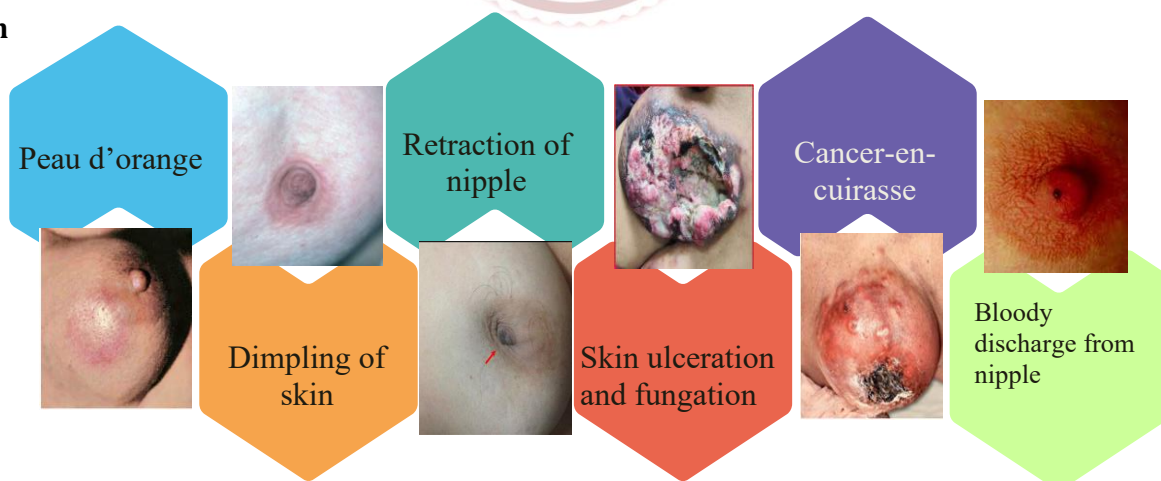 Peau d’orange
Dimpling of
skin
Retraction of
nipple
Skin ulceration
and fungation
Cancer-en-
cuirasse
Bloody
discharge from
nipple